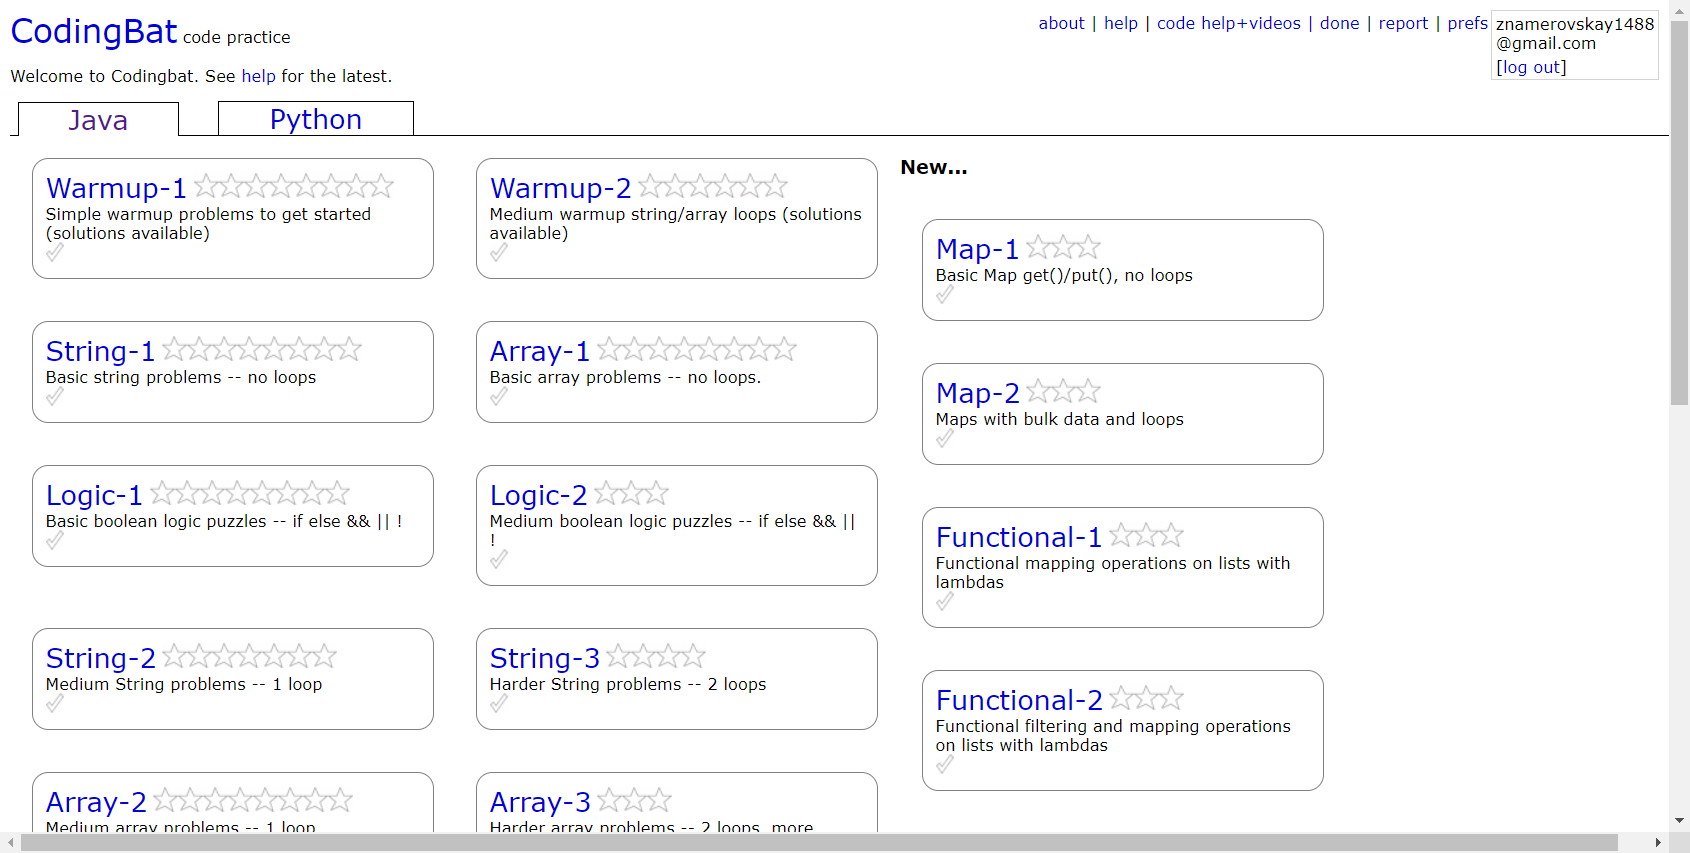 CodingBat code practice
about | help | code help+videos | done | report | prefs
znamerovskay1488
@gmail.com
[log out]
Welcome to Codingbat. See help for the latest.
Java
Python
Warmup-1
Simple warmup problems to get started
(solutions available)
Warmup-2
Medium warmup string/array loops (solutions
available)
String-1
Basic string problems -- no loops
Array-1
Basic array problems -- no loops.
Logic-1
Basic boolean logic puzzles -- if else && || !
Logic-2
Medium boolean logic puzzles -- if else && ||
!
String-2
Medium String problems -- 1 loop
String-3
Harder String problems -- 2 loops
Array-2
Medium array problems -- 1 loop
Array-3
Harder array problems -- 2 loops, more
New...
Map-1
Basic Map get()/put(), no loops
Map-2
Maps with bulk data and loops
Functional-1
Functional mapping operations on lists with
lambdas
Functional-2
Functional filtering and mapping operations
on lists with lambdas